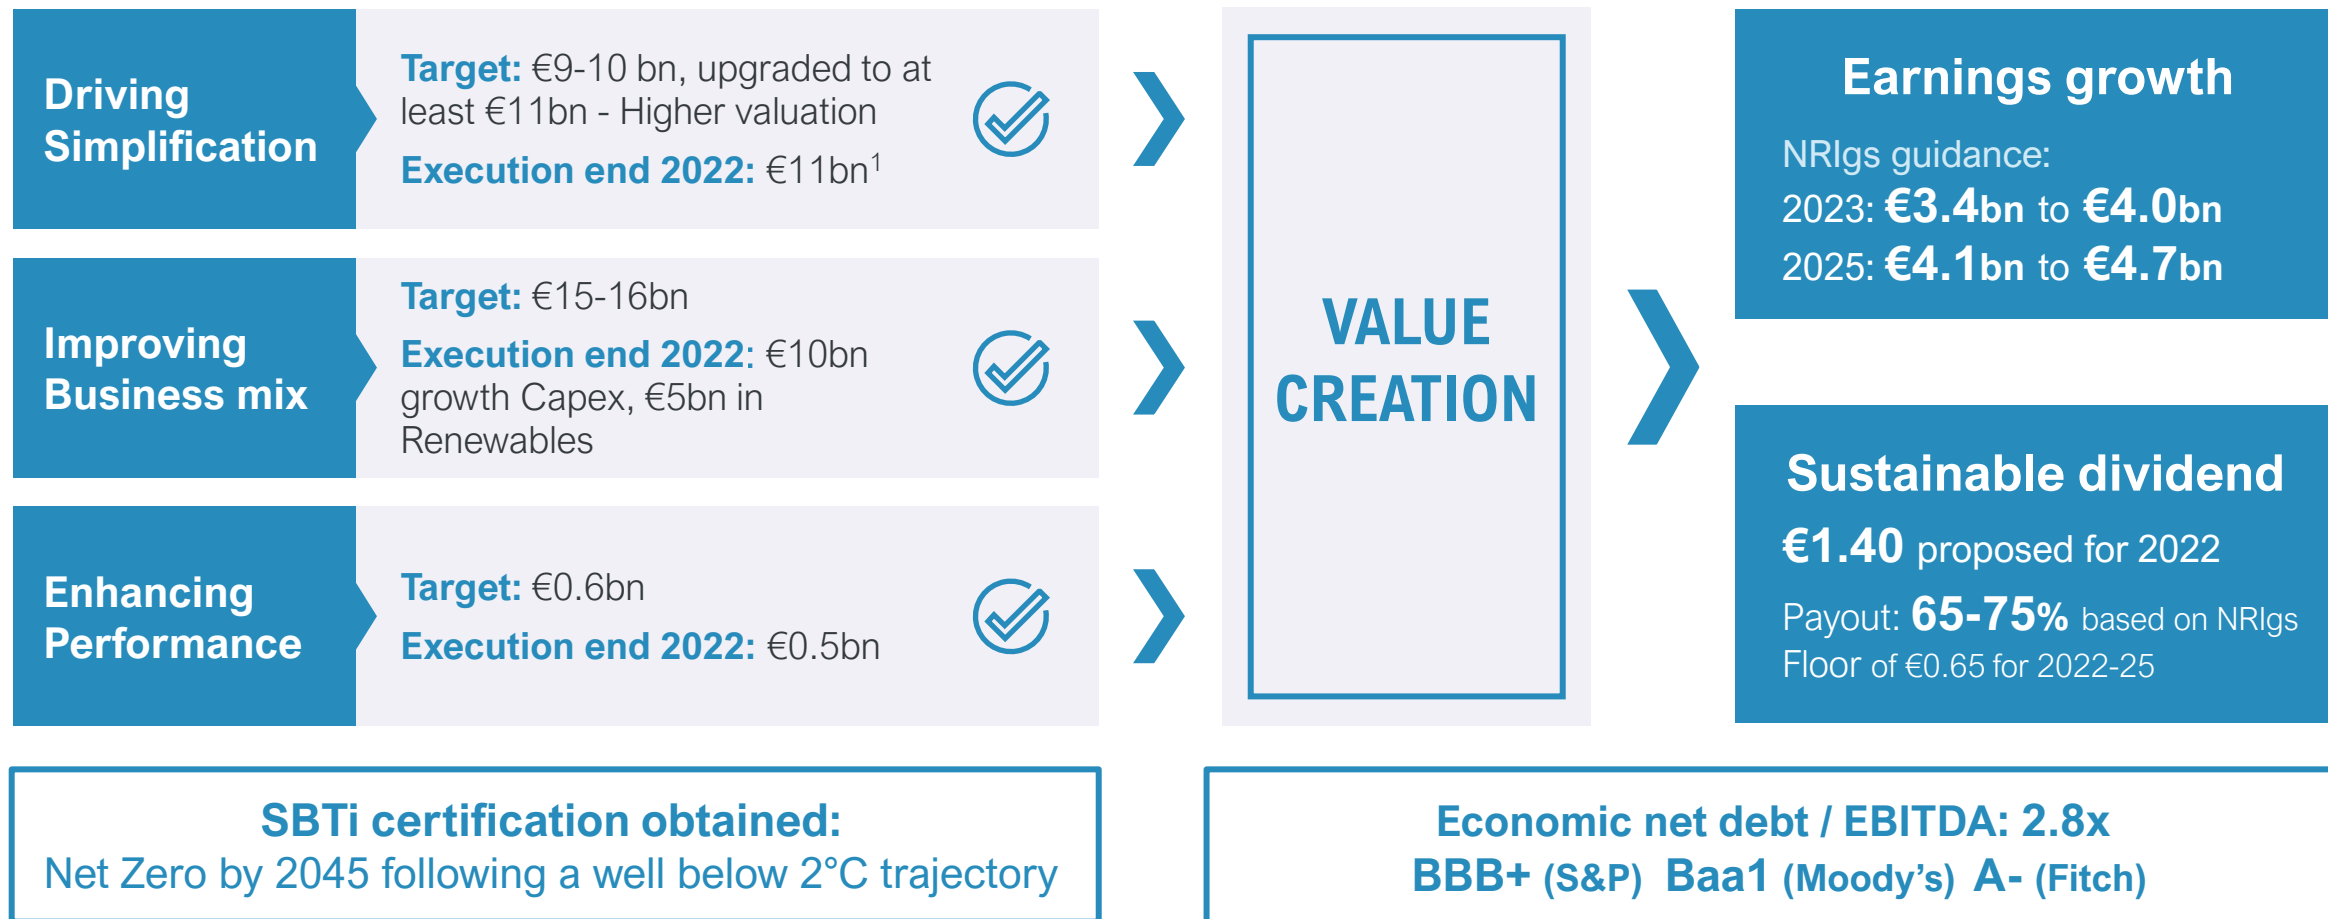 Driving
Simplification
Target: €9-10 bn, upgraded to at
least €11bn - Higher valuation
Execution end 2022: €11bn¹
Improving
Business mix
Target: €15-16bn
Execution end 2022: €10bn
growth Capex, €5bn in
Renewables
Enhancing
Performance
Target: €0.6bn
Execution end 2022: €0.5bn
VALUE
CREATION
Earnings growth
NRIgs guidance:
2023: €3.4bn to €4.0bn
2025: €4.1bn to €4.7bn
Sustainable dividend
€1.40 proposed for 2022
Payout: 65-75% based on NRIgs
Floor of €0.65 for 2022-25
SBTi certification obtained:
Net Zero by 2045 following a well below 2°C trajectory
Economic net debt / EBITDA: 2.8x
BBB+ (S&P) Baa1 (Moody’s) A- (Fitch)